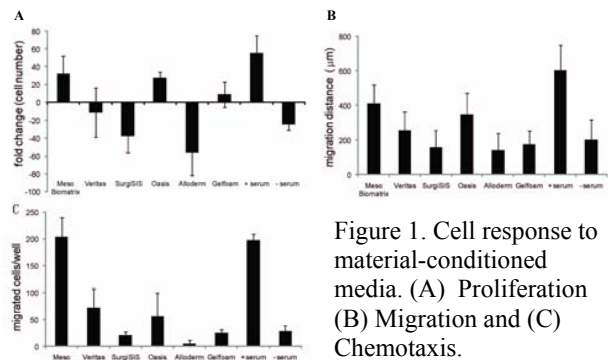 A
fold change (cell number)
80
60
40
20
0
-20
-40
-60
-80
-100
Meso Biomatrix
Veritas
SurgiSIS
Oasis
Alloderm
Gelfoam
+ serum
- serum
B
migration distance (μm)
800
600
400
200
0
Meso Biomatrix
Veritas
SurgiSIS
Oasis
Alloderm
Gelfoam
+ serum
- serum
C
migrated cells/well
250
200
150
100
50
0
Meso
Veritas
SurgiSIS
Oasis
Alloderm
Gelfoam
+ serum
- serum
Figure 1. Cell response to
material-conditioned
media. (A) Proliferation
(B) Migration and (C)
Chemotaxis.